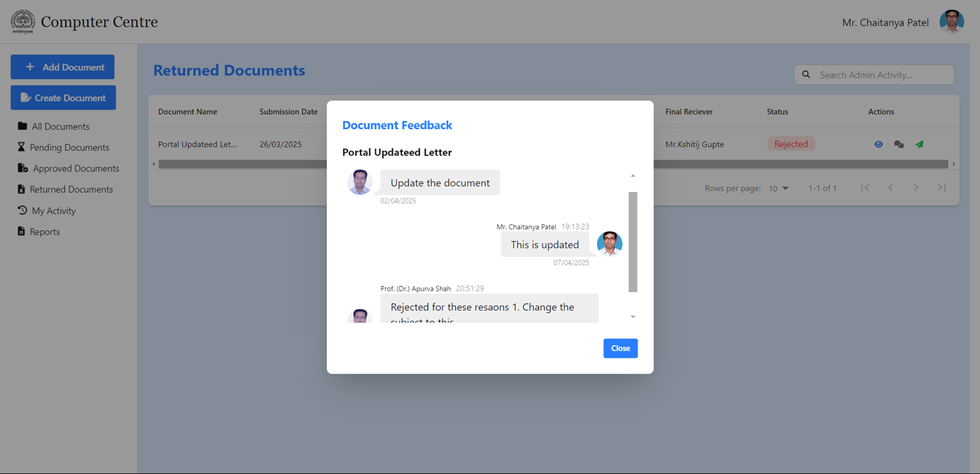 Computer Centre
Mr. Chaitanya Patel
Add Document
Create Document
All Documents
Pending Documents
Approved Documents
Returned Documents
My Activity
Reports
Returned Documents
Search Admin Activity...
Document Name
Submission Date
Final Reciever
Status
Actions
Portal Updateed Let...
26/03/2025
Mr.Kshitij Gupte
Rejected
Rows per page:
10
1-1 of 1
Document Feedback
Portal Updateed Letter
Update the document
02/04/2025
Mr. Chaitanya Patel 19:13:23
This is updated
07/04/2025
Prof. (Dr.) Apurva Shah 20:51:29
Rejected for these resaons 1. Change the
subject to this
Close